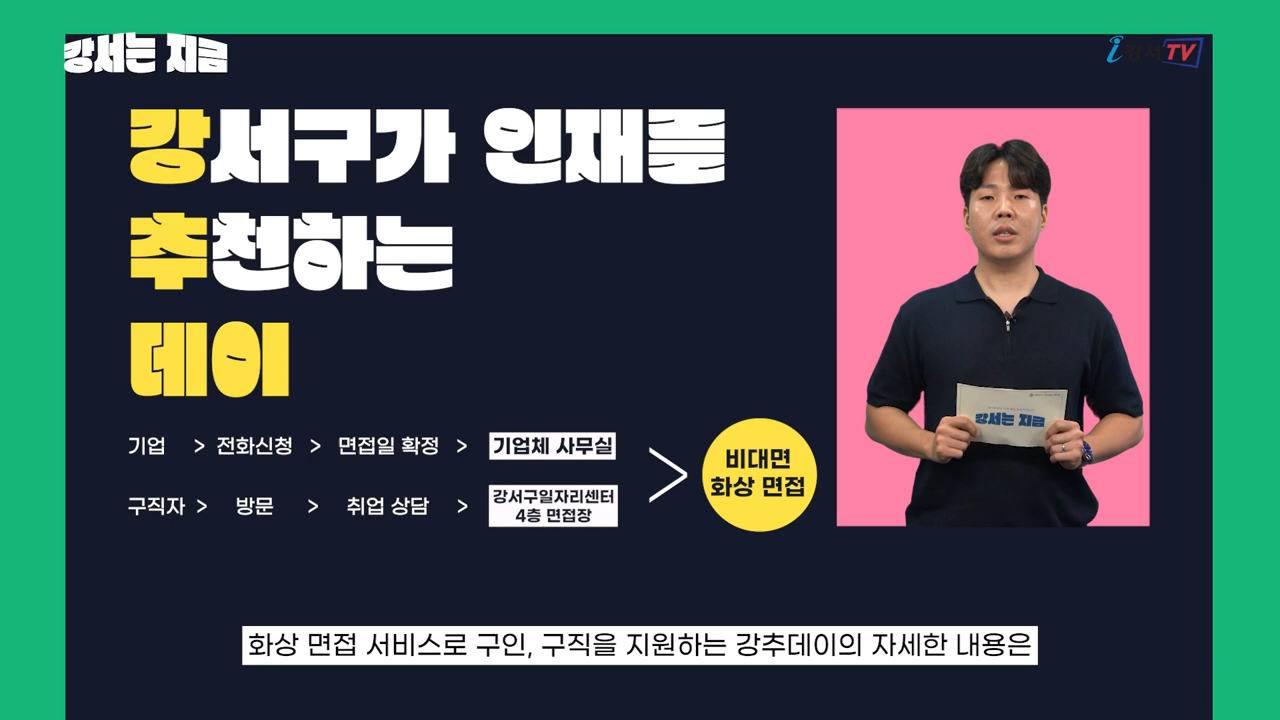 강서는 지금
i강서TV
강서구가 인재를
추천하는
데이
기업 > 전화신청 > 면접일 확정 > 기업체 사무실
구직자 > 방문 > 취업 상담 > 강서구일자리센터
4층 면접장
비대면
화상 면접
강서는 지금
화상 면접 서비스로 구인, 구직을 지원하는 강추데이의 자세한 내용은